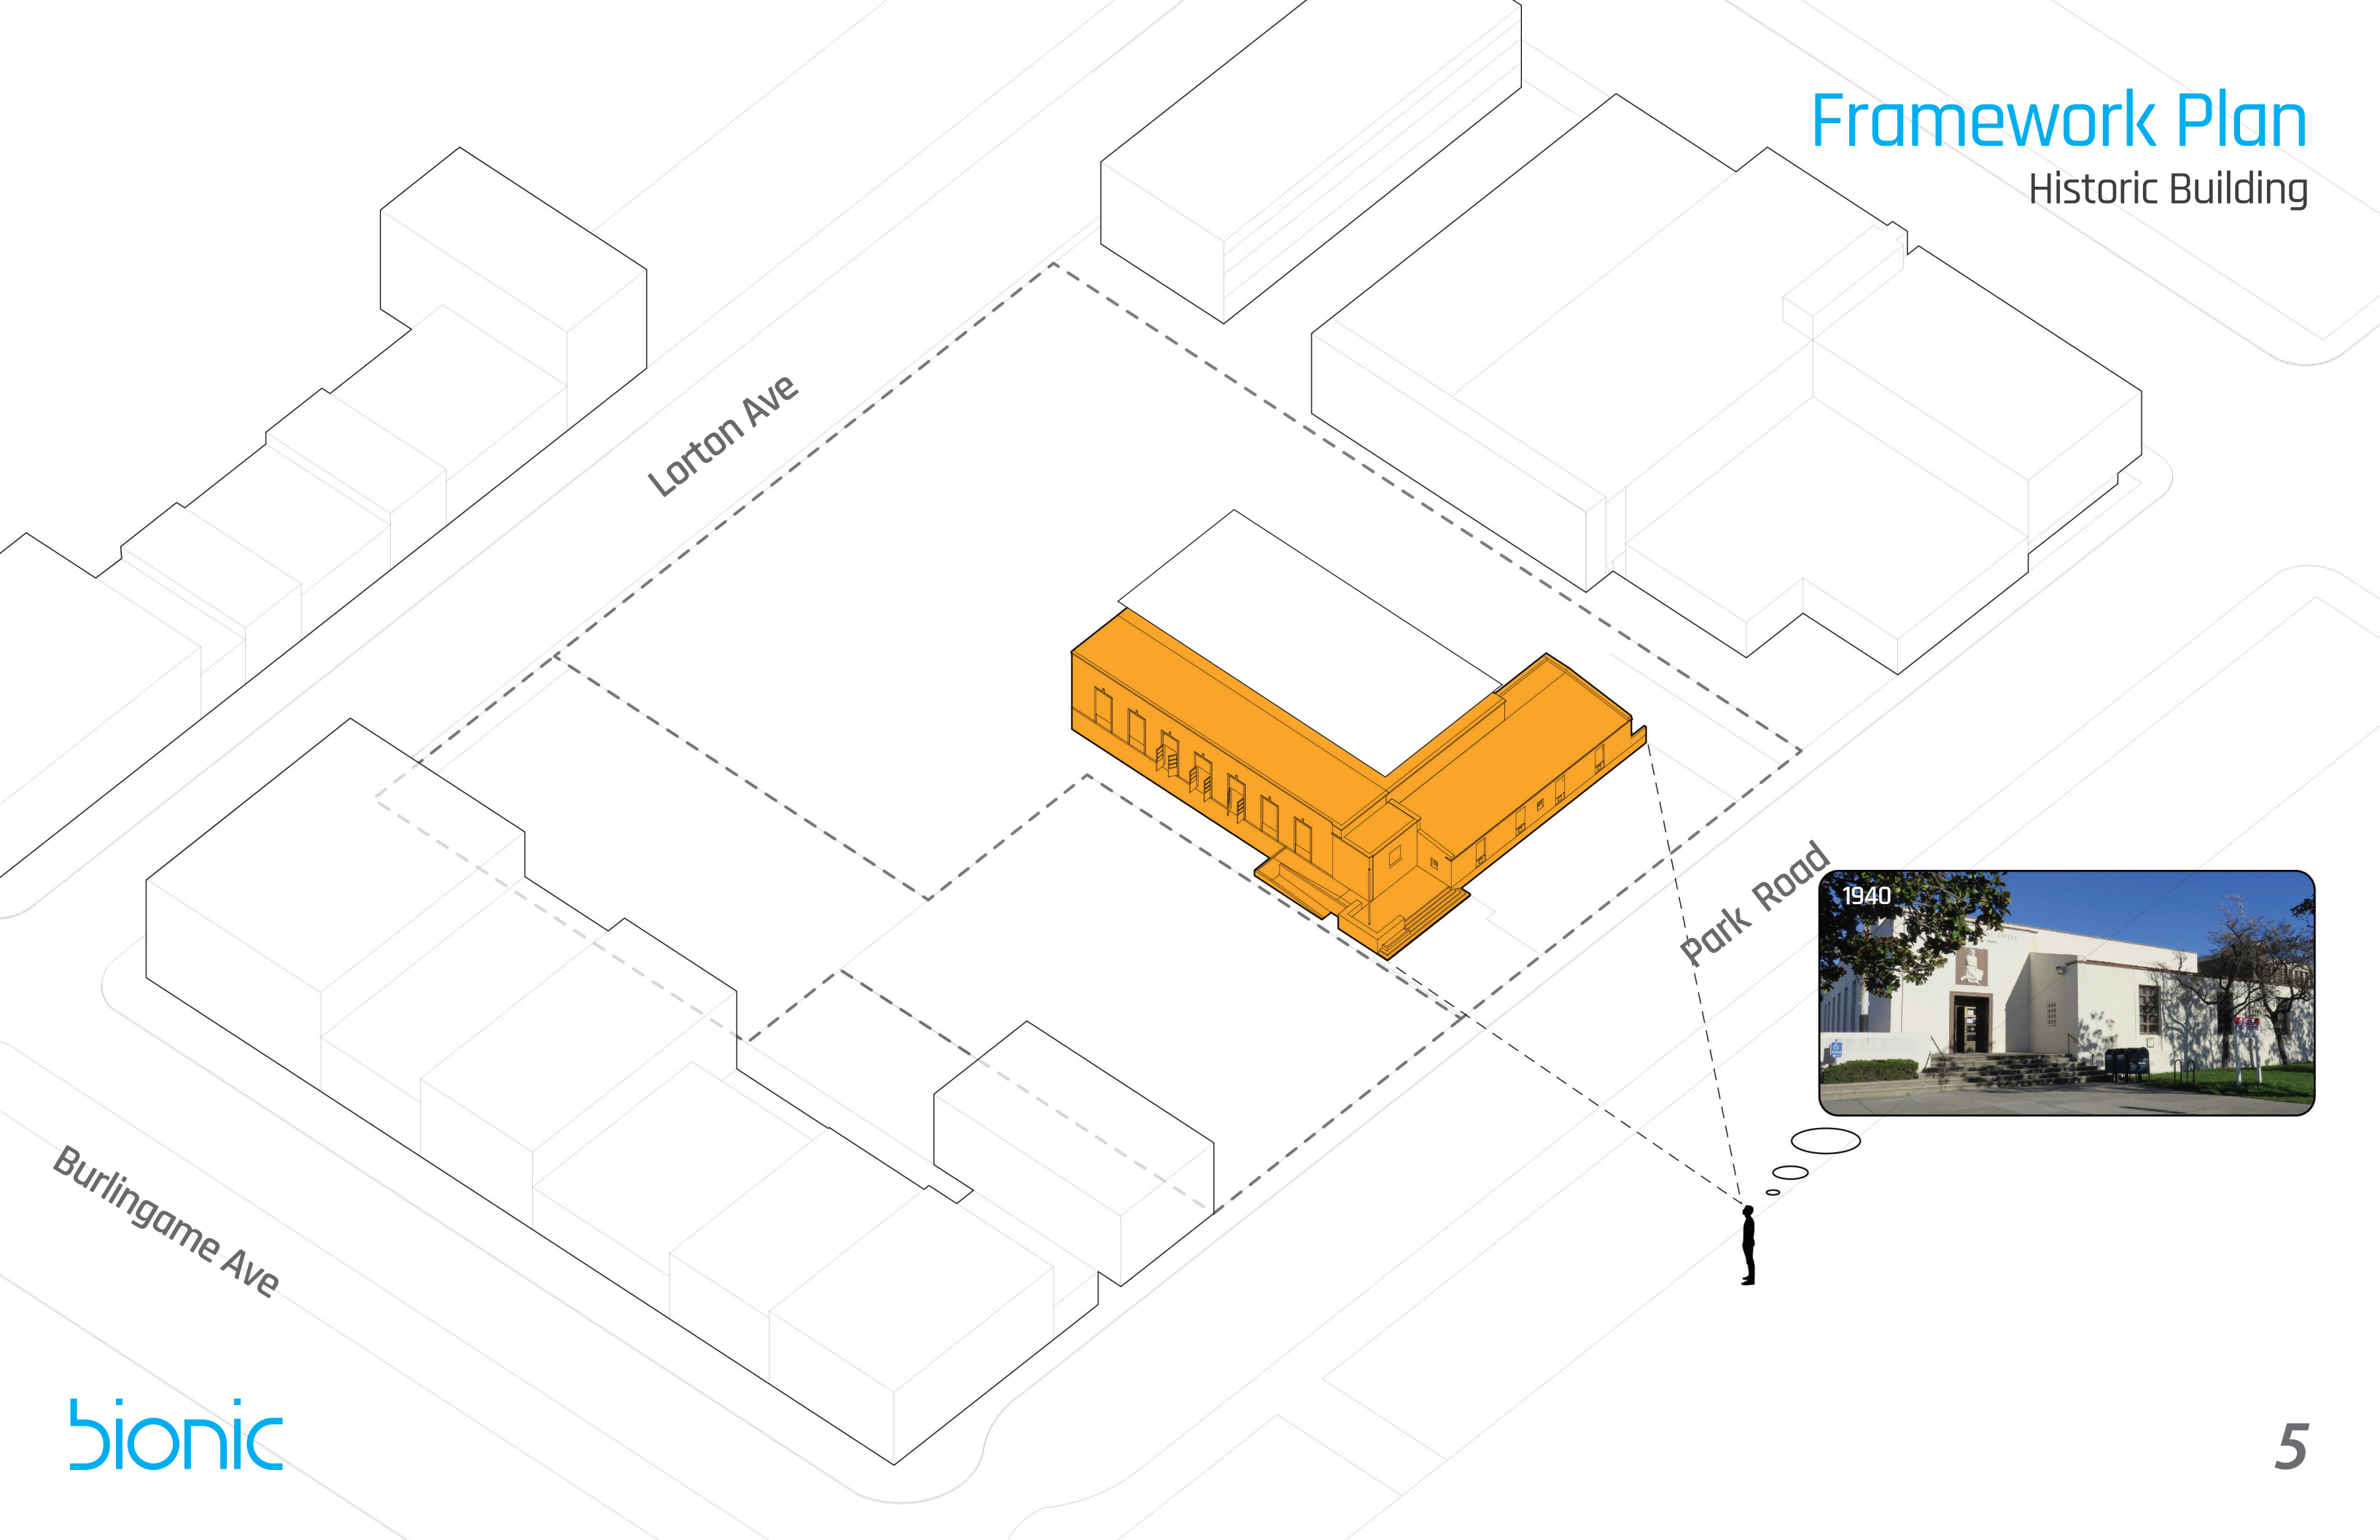 Framework Plan
Historic Building
Lorton Ave
Park Road
1940
Burlingame Ave
bionic
5